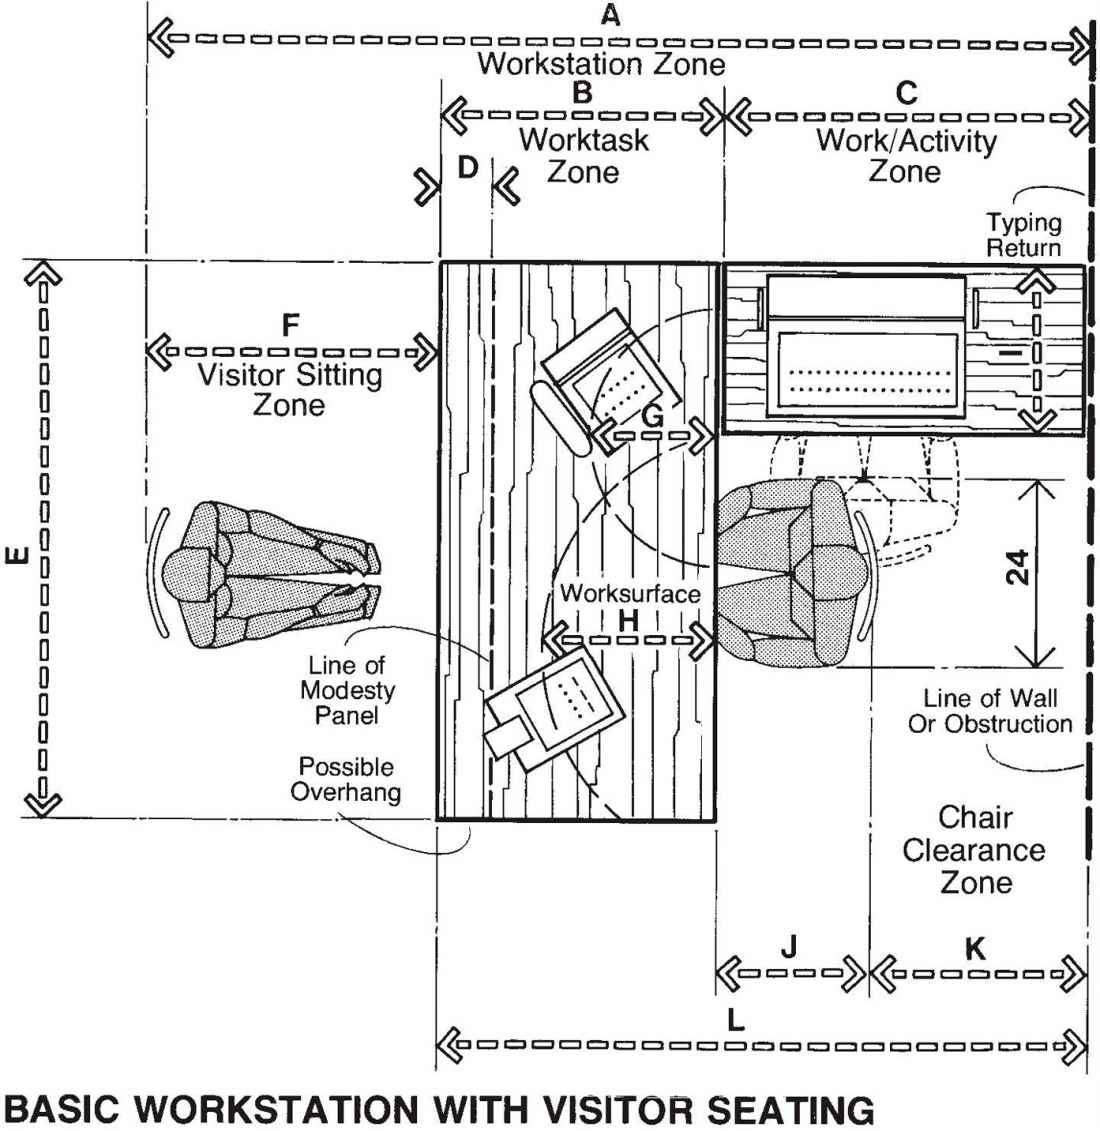 A
Workstation Zone
B
C
Worktask
Zone
Work/Activity
Zone
D
Typing
Return
F
Visitor Sitting
Zone
I
G
E
24
Worksurface
H
Line of
Modesty
Panel
Line of Wall
Or Obstruction
Possible
Overhang
Chair
Clearance
Zone
J
K
L
BASIC WORKSTATION WITH VISITOR SEATING